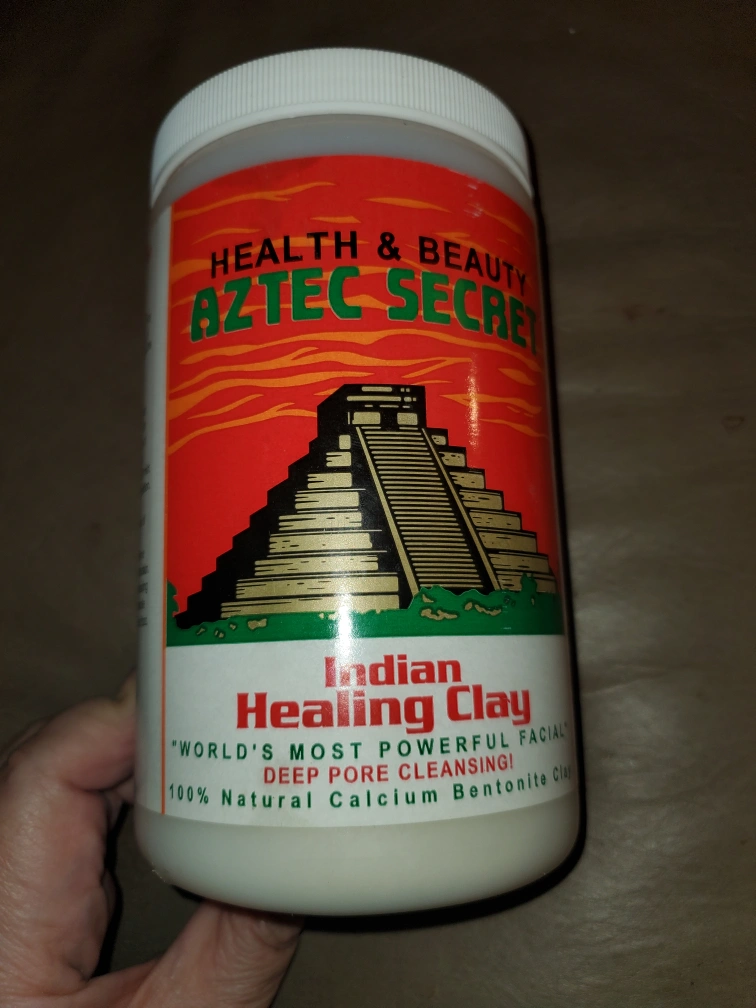 HEALTH & BEAUTY
AZTEC SECRET
Indian
Healing Clay
"WORLD'S MOST POWERFUL FACIAL"
DEEP PORE CLEANSING!
100% Natural Calcium Bentonite Clay